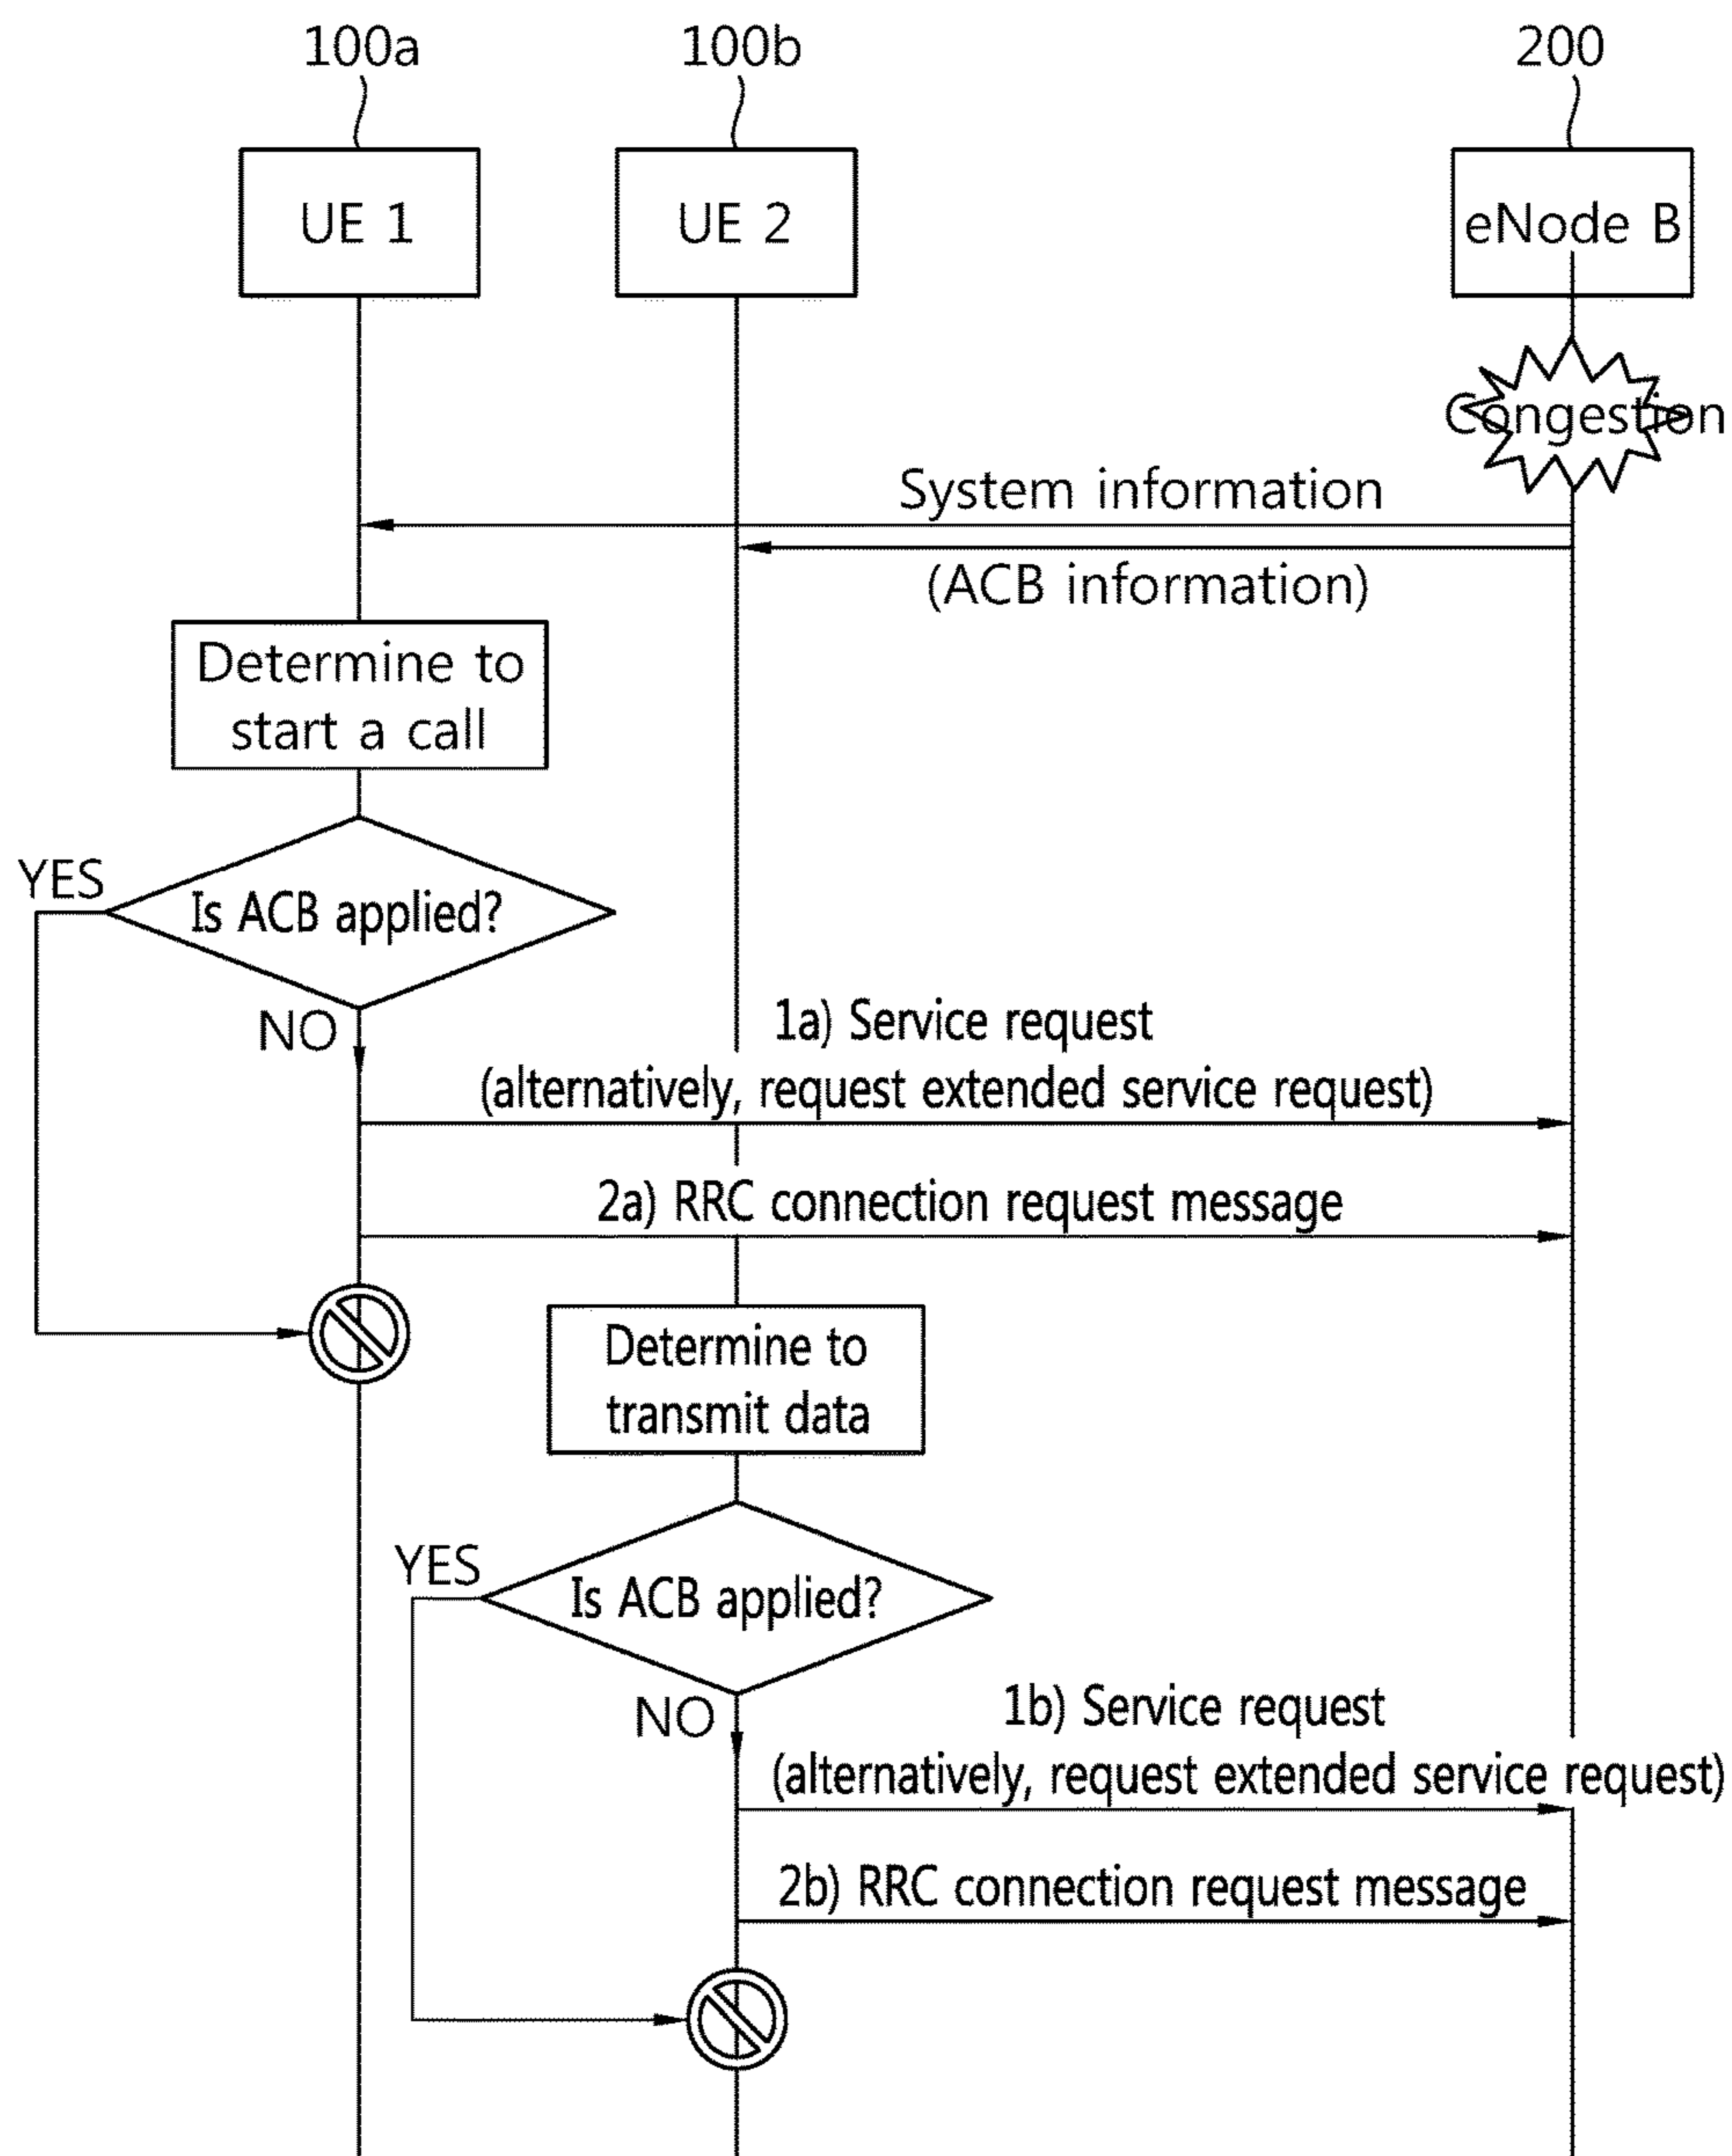 100a
100b
200
UE 1
UE 2
eNode B
Congestion
System information
(ACB information)
Determine to
start a call
YES
Is ACB applied?
NO
1a) Service request
(alternatively, request extended service request)
2a) RRC connection request message
Determine to
transmit data
YES
Is ACB applied?
NO
1b) Service request
(alternatively, request extended service request)
2b) RRC connection request message